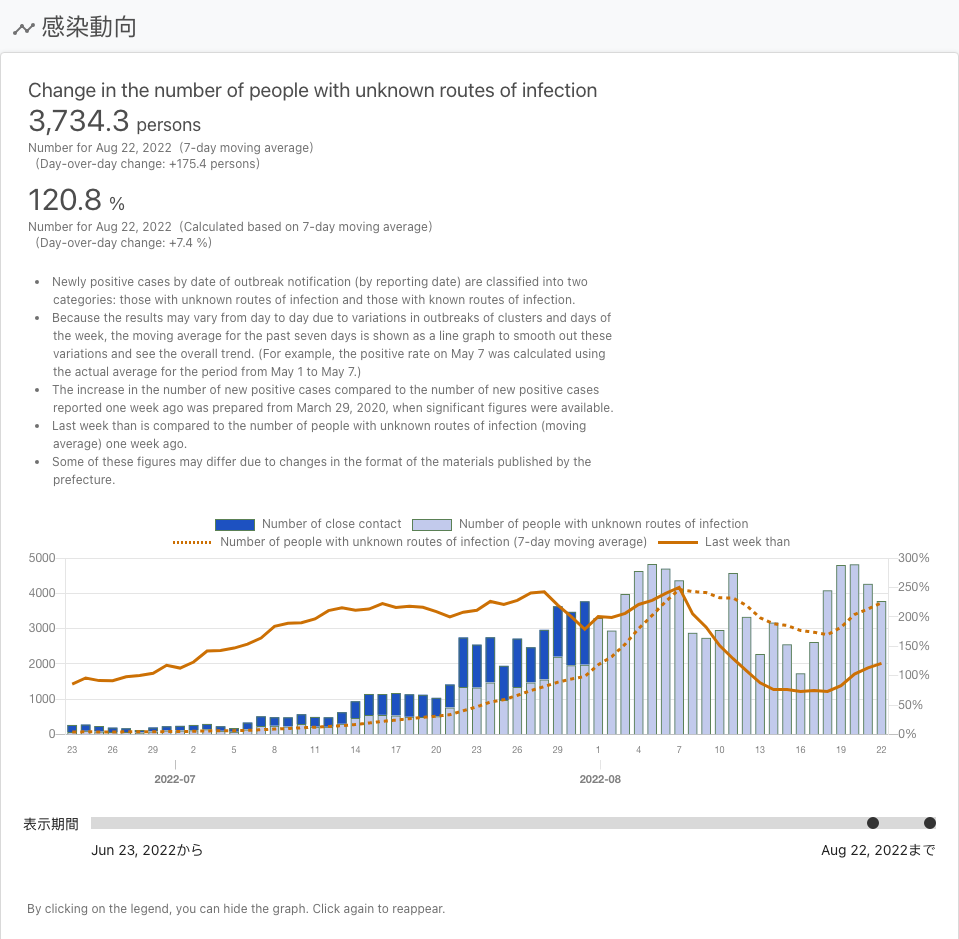 感染動向
Change in the number of people with unknown routes of infection
3,734.3 persons
Number for Aug 22, 2022 (7-day moving average)
(Day-over-day change: +175.4 persons)
120.8 %
Number for Aug 22, 2022 (Calculated based on 7-day moving average)
(Day-over-day change: +7.4 %)
• Newly positive cases by date of outbreak notification (by reporting date) are classified into two
categories: those with unknown routes of infection and those with known routes of infection.
• Because the results may vary from day to day due to variations in outbreaks of clusters and days of
the week, the moving average for the past seven days is shown as a line graph to smooth out these
variations and see the overall trend. (For example, the positive rate on May 7 was calculated using
the actual average for the period from May 1 to May 7.)
• The increase in the number of new positive cases compared to the number of new positive cases
reported one week ago was prepared from March 29, 2020, when significant figures were available.
• Last week than is compared to the number of people with unknown routes of infection (moving
average) one week ago.
• Some of these figures may differ due to changes in the format of the materials published by the
prefecture.
Number of close contact Number of people with unknown routes of infection
Number of people with unknown routes of infection (7-day moving average) Last week than
5000 300%
250%
4000
200%
3000
150%
2000
100%
1000
50%
0 0%
23 26 29 2 5 8 11 14 17 20 23 26 29 1 4 7 10 13 16 19 22
2022-07 2022-08
表示期間
Jun 23, 2022から Aug 22, 2022まで
By clicking on the legend, you can hide the graph. Click again to reappear.